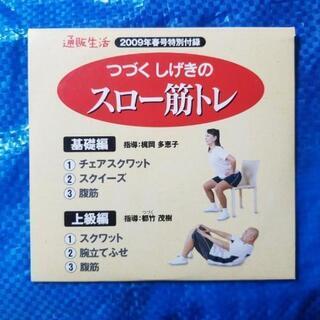 通販生活 2009年春号特別付録
つづく しげきの
スロー筋トレ
基礎編 指導:梶岡 多恵子
① チェアスクワット
② スクイーズ
③ 腹筋
上級編 指導:都竹 茂樹
つづく
① スクワット
② 腕立てふせ
③ 腹筋